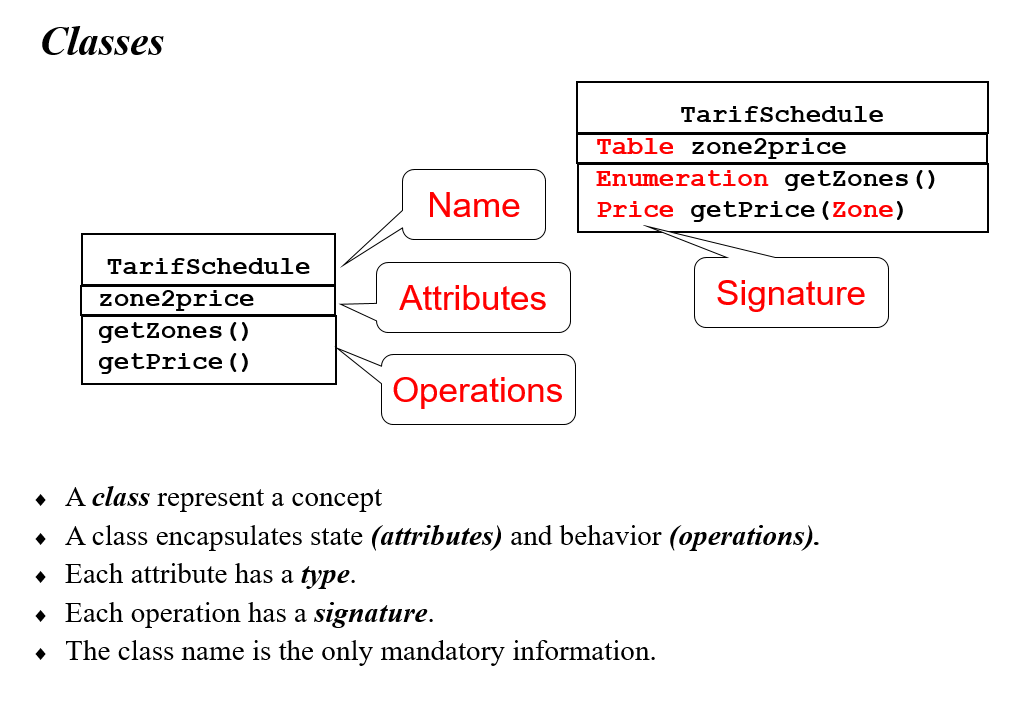 Classes
TarifSchedule
Table zone2price
Enumeration getZones()
Price getPrice(Zone)
Signature
Name
TarifSchedule
zone2price
getZones()
getPrice()
Attributes
Operations
♦ A class represent a concept
♦ A class encapsulates state (attributes) and behavior (operations).
♦ Each attribute has a type.
♦ Each operation has a signature.
♦ The class name is the only mandatory information.